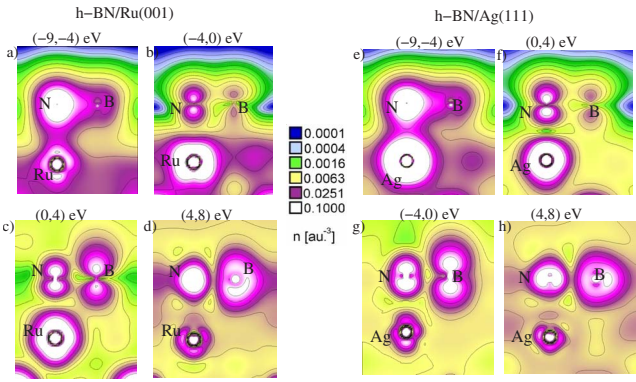 h-BN/Ru(001)
h-BN/Ag(111)
a) (-9,-4) eV
b) (-4,0) eV
e) (-9,-4) eV
f) (0,4) eV
N B
Ru
N B
Ru
N B
Ag
N B
Ag
0.0001
0.0004
0.0016
0.0063
0.0251
0.1000
n [au.-3]
c) (0,4) eV
d) (4,8) eV
g) (-4,0) eV
h) (4,8) eV
N B
Ru
N B
Ru
N B
Ag
N B
Ag